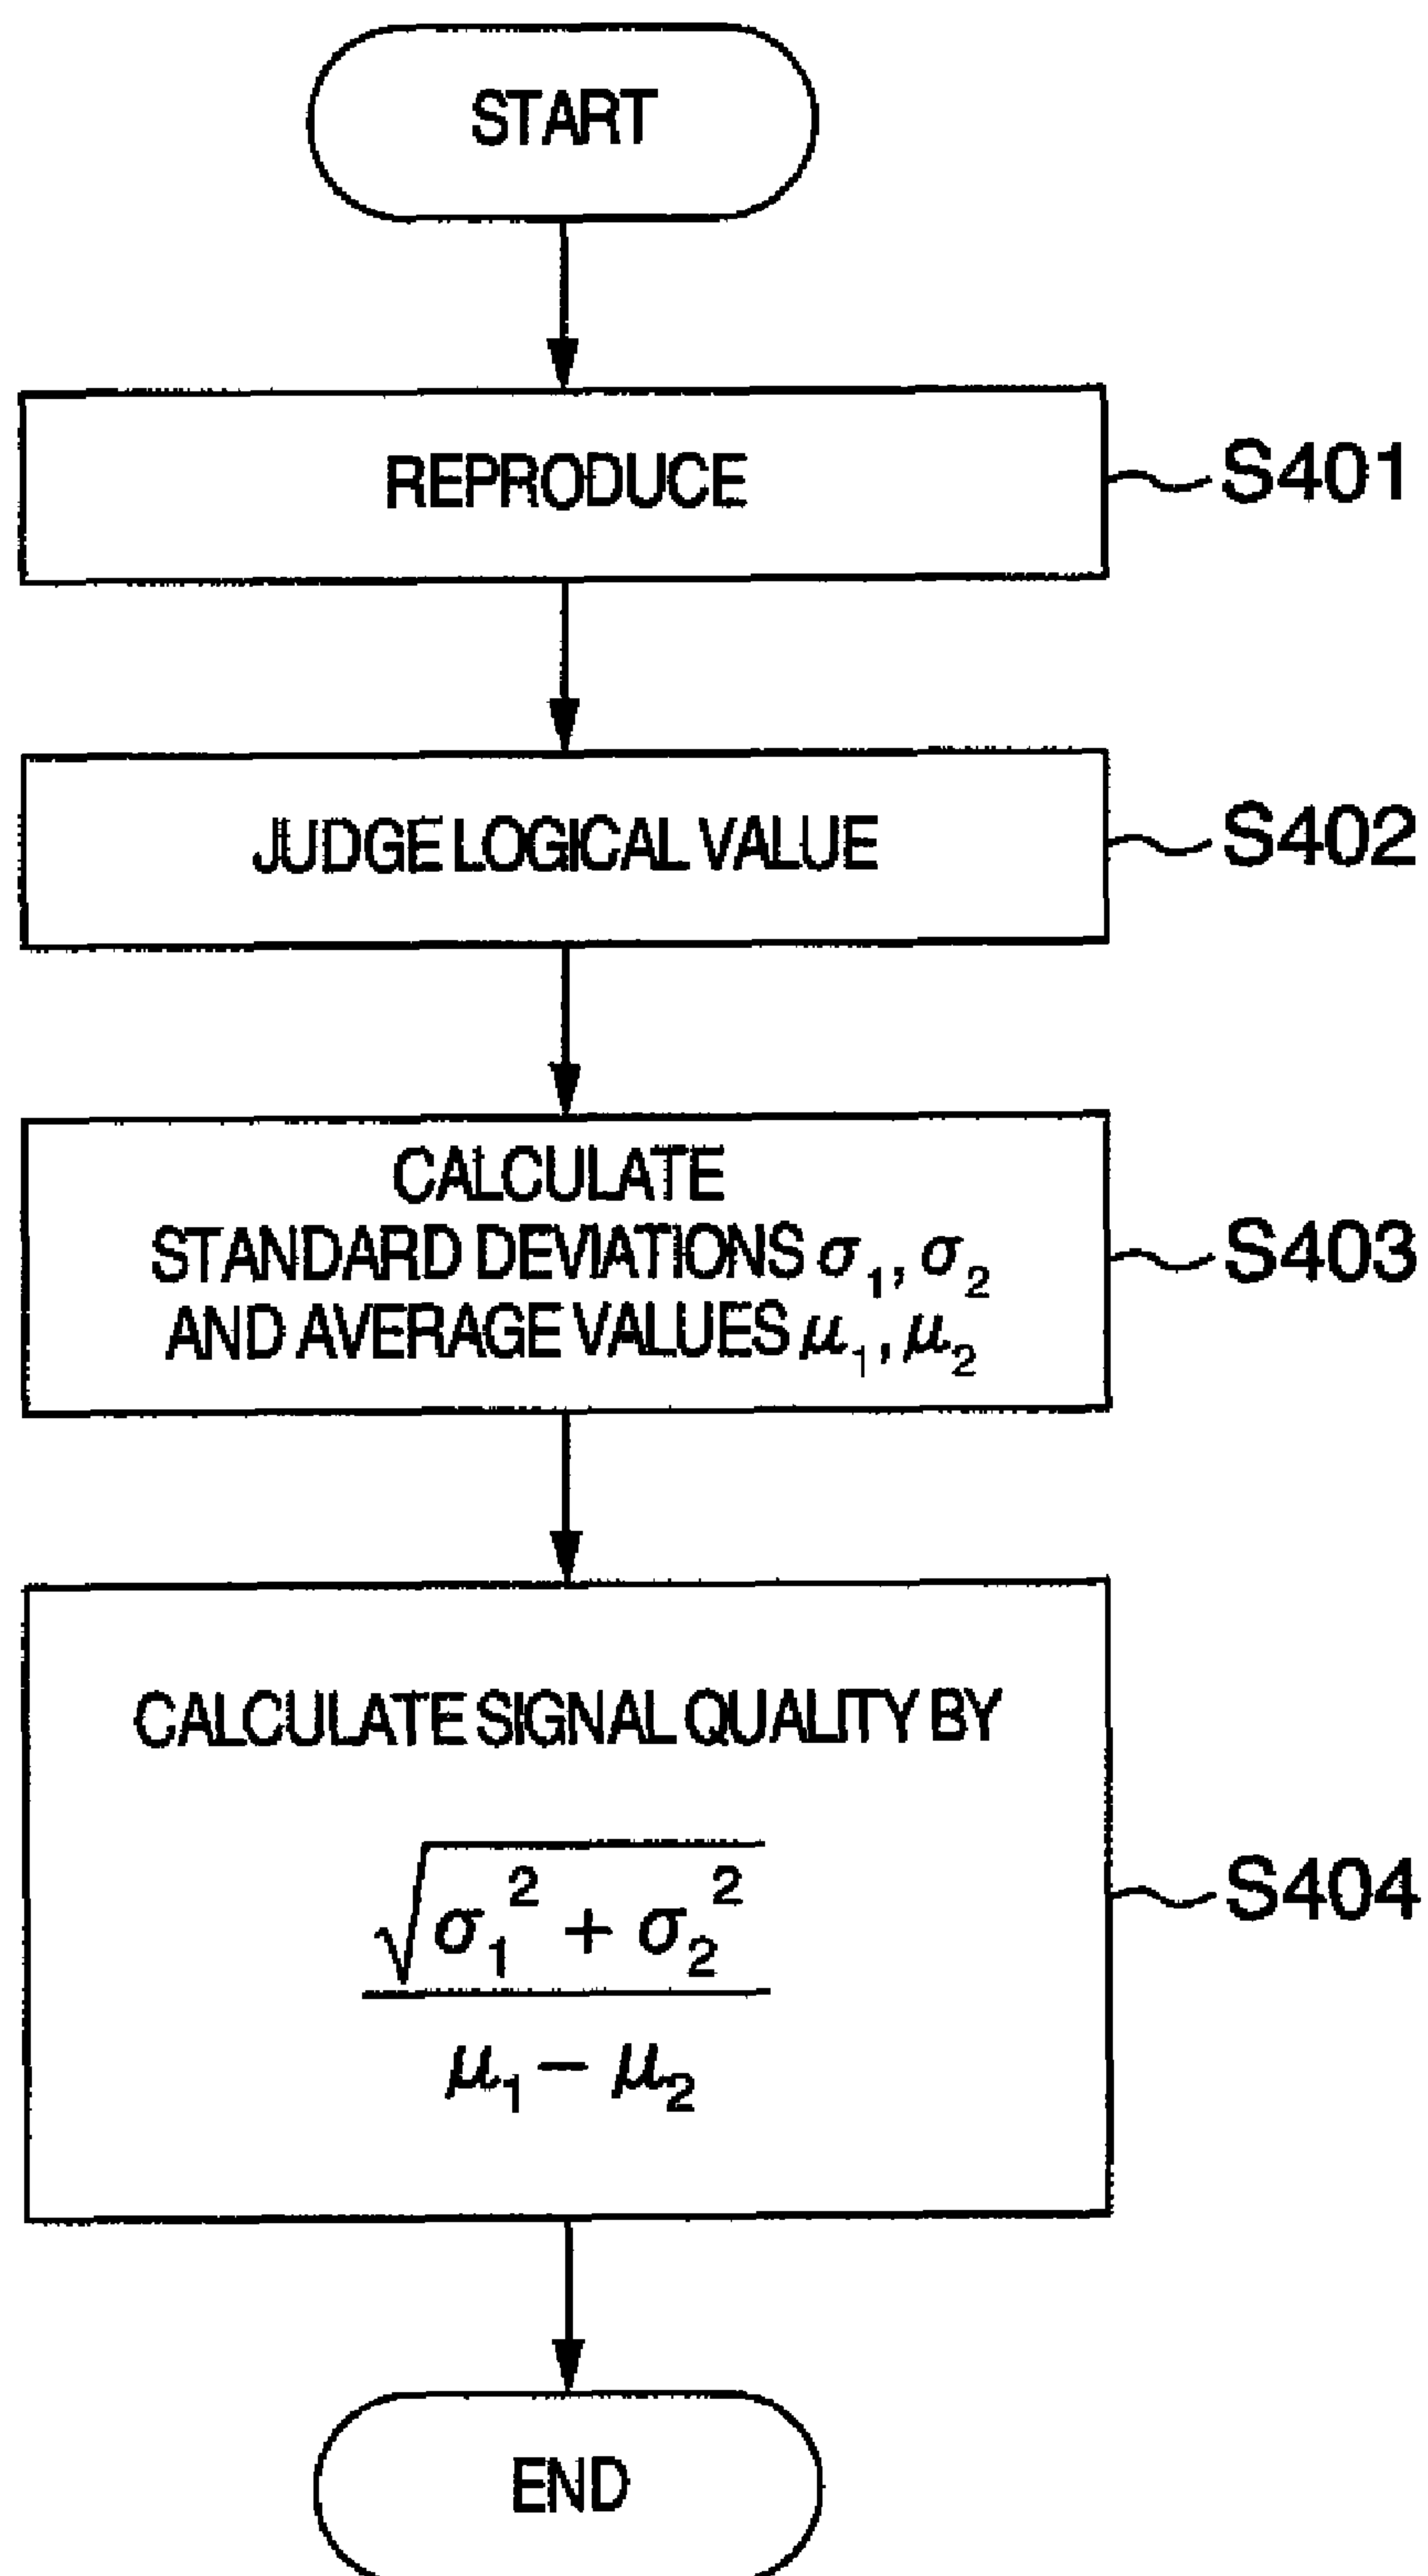 START
REPRODUCE
S401
JUDGE LOGICAL VALUE
S402
CALCULATE
STANDARD DEVIATIONS σ₁, σ₂
AND AVERAGE VALUES μ₁, μ₂
S403
CALCULATE SIGNAL QUALITY BY
√σ₁² + σ₂²
μ₁ − μ₂
S404
END